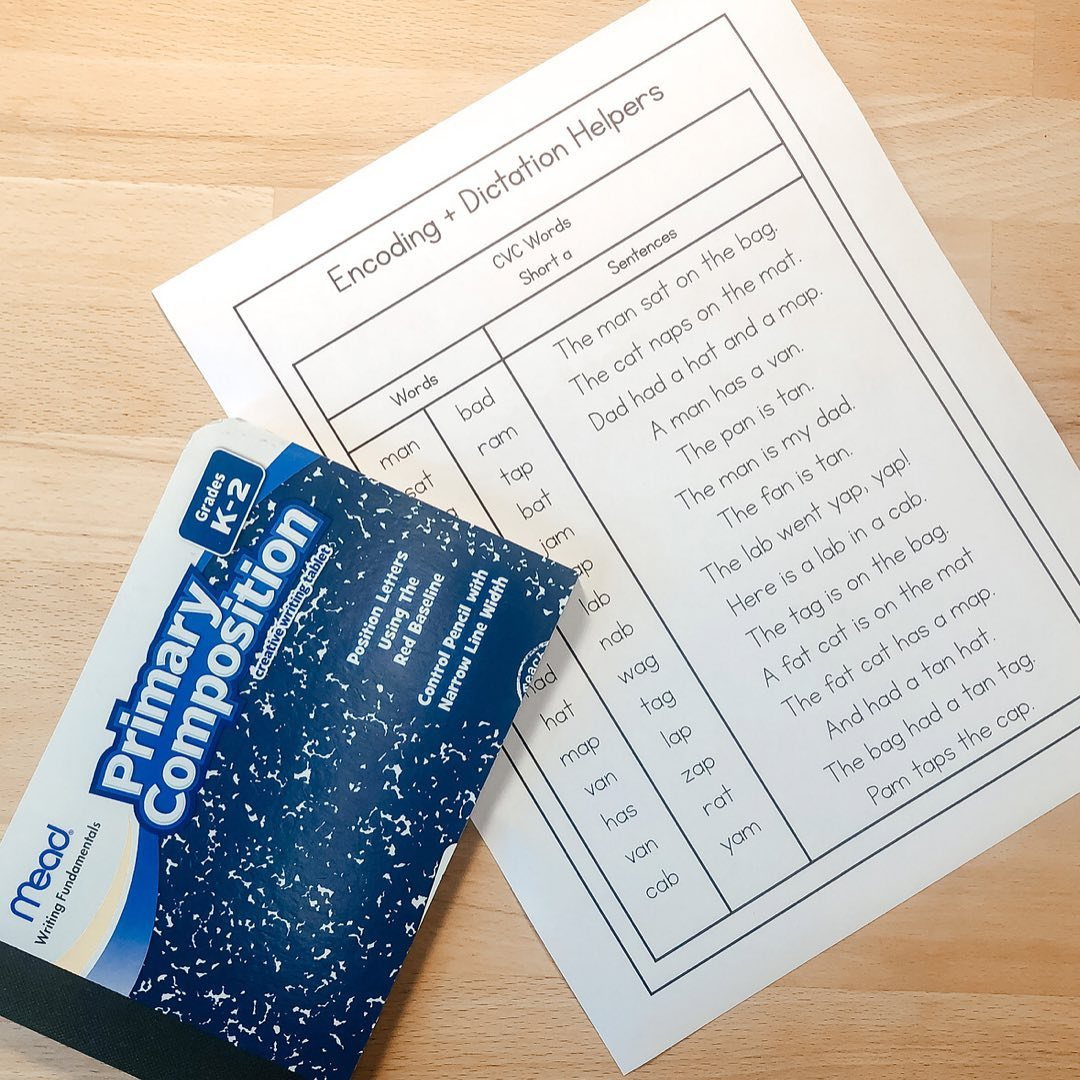 Encoding + Dictation Helpers
CVC Words
Short a
Words
Sentences
man
sat
hat
map
van
has
van
cab
bad
ram
tap
bat
jam
lab
nab
wag
tag
lap
zap
rat
yam
The man sat on the bag.
The cat naps on the mat.
Dad had a hat and a map.
A man has a van.
The pan is tan.
The man is my dad.
The fan is tan.
The lab went yap, yap!
Here is a lab in a cab.
The tag is on the bag.
A fat cat is on the mat
The fat cat has a map.
And had a tan hat.
The bag had a tan tag.
Pam taps the cap.
Grades
K-2
Primary
Composition
Creative writing tablet
Position Letters
Using The
Red Baseline
Control Pencil with
Narrow Line Width
Mead®
Writing Fundamentals